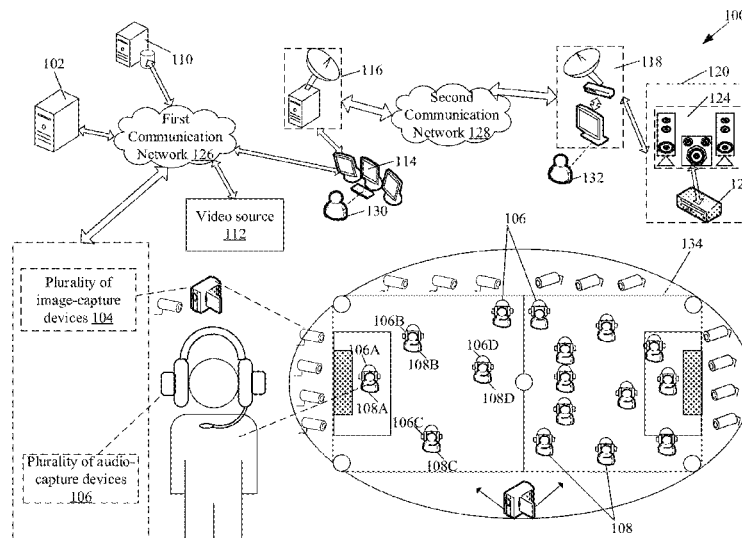 110
102
116
118
120
124
First
Communication
Network 126
Second
Communication
Network 128
114
130
132
Video source
112
Plurality of
image-capture
devices 104
106
134
106B
106A
106D
108B
108A
108D
106C
108C
Plurality of audio-
capture devices
106
108